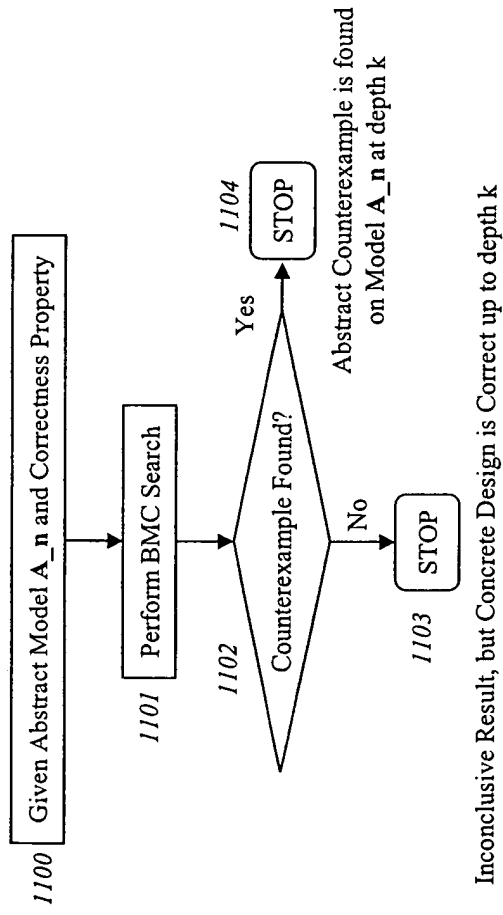 1100
Given Abstract Model A_n and Correctness Property
1101
Perform BMC Search
1102
Counterexample Found?
Yes
1104
STOP
Abstract Counterexample is found
on Model A_n at depth k
No
1103
STOP
Inconclusive Result, but Concrete Design is Correct up to depth k